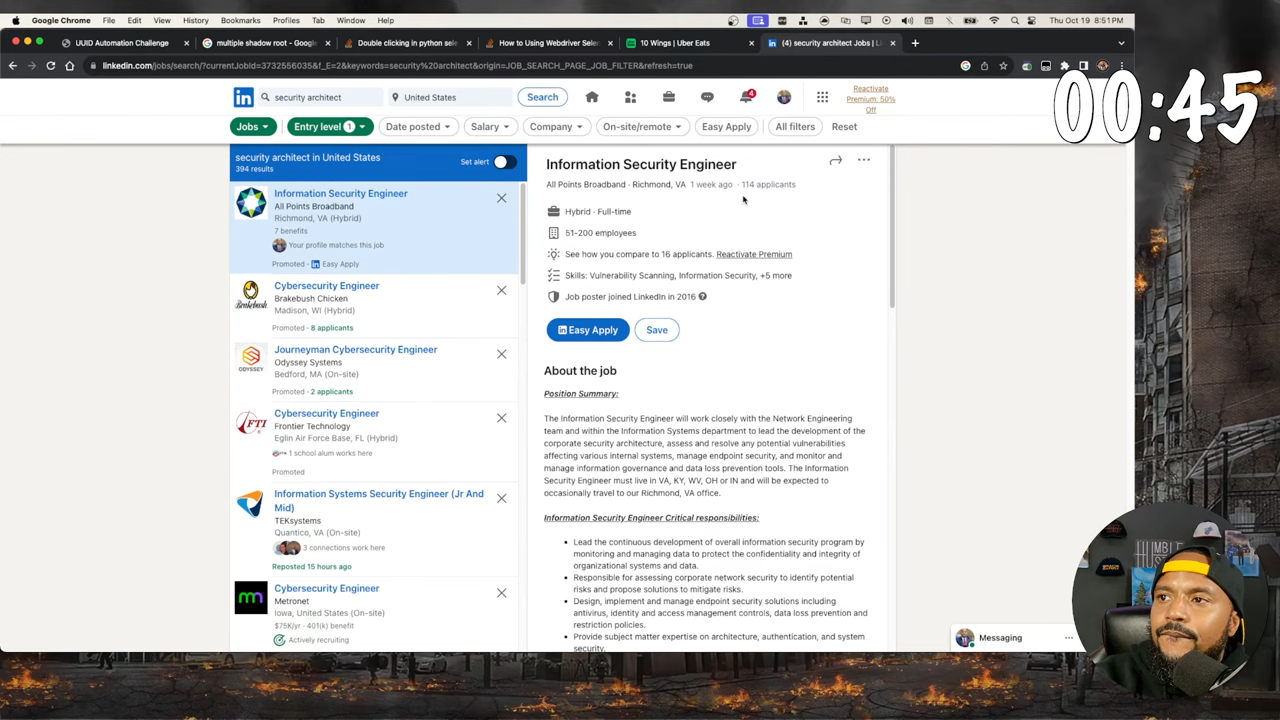 Google Chrome File Edit View History Bookmarks Profiles Tab Window Help Thu Oct 19 8:51 PM
UUID Automation Challenge multiple shadow root - Google Double clicking in python sele How to Using Webdriver Selen 10 Wings | Uber Eats (4) security architect Jobs | Li
linkedin.com/jobs/search/?currentJobId=3732556035&f_E=2&keywords=security%20architect&origin=JOB_SEARCH_PAGE_JOB_FILTER&refresh=true
00:45
in security architect United States Search 4 Reactivate
Premium: 50%
Off
Jobs Entry level 1 Date posted Salary Company On-site/remote Easy Apply All filters Reset
security architect in United States
394 results
Set alert
Information Security Engineer
All Points Broadband
Richmond, VA (Hybrid)
7 benefits
Your profile matches this job
Promoted · in Easy Apply
Cybersecurity Engineer
Brakebush Chicken
Madison, WI (Hybrid)
Promoted · 8 applicants
ODYSSEY
Journeyman Cybersecurity Engineer
Odyssey Systems
Bedford, MA (On-site)
Promoted · 2 applicants
FTI
Cybersecurity Engineer
Frontier Technology
Eglin Air Force Base, FL (Hybrid)
1 school alum works here
Promoted
Information Systems Security Engineer (Jr And
Mid)
TEKsystems
Quantico, VA (On-site)
3 connections work here
Reposted 15 hours ago
Cybersecurity Engineer
Metronet
Iowa, United States (On-site)
$75K/yr · 401(k) benefit
Actively recruiting
Information Security Engineer
All Points Broadband · Richmond, VA 1 week ago · 114 applicants
Hybrid · Full-time
51-200 employees
See how you compare to 16 applicants. Reactivate Premium
Skills: Vulnerability Scanning, Information Security, +5 more
Job poster joined LinkedIn in 2016
in Easy Apply Save
About the job
Position Summary:
The Information Security Engineer will work closely with the Network Engineering
team and within the Information Systems department to lead the development of the
corporate security architecture, assess and resolve any potential vulnerabilities
affecting various internal systems, manage endpoint security, and monitor and
manage information governance and data loss prevention tools. The Information
Security Engineer must live in VA, KY, WV, OH or IN and will be expected to
occasionally travel to our Richmond, VA office.
Information Security Engineer Critical responsibilities:
• Lead the continuous development of overall information security program by
monitoring and managing data to protect the confidentiality and integrity of
organizational systems and data.
• Responsible for assessing corporate network security to identify potential
risks and propose solutions to mitigate risks.
• Design, implement and manage endpoint security solutions including
antivirus, identity and access management controls, data loss prevention and
restriction policies.
• Provide subject matter expertise on architecture, authentication, and system
security.
Messaging ...
HUMBLE